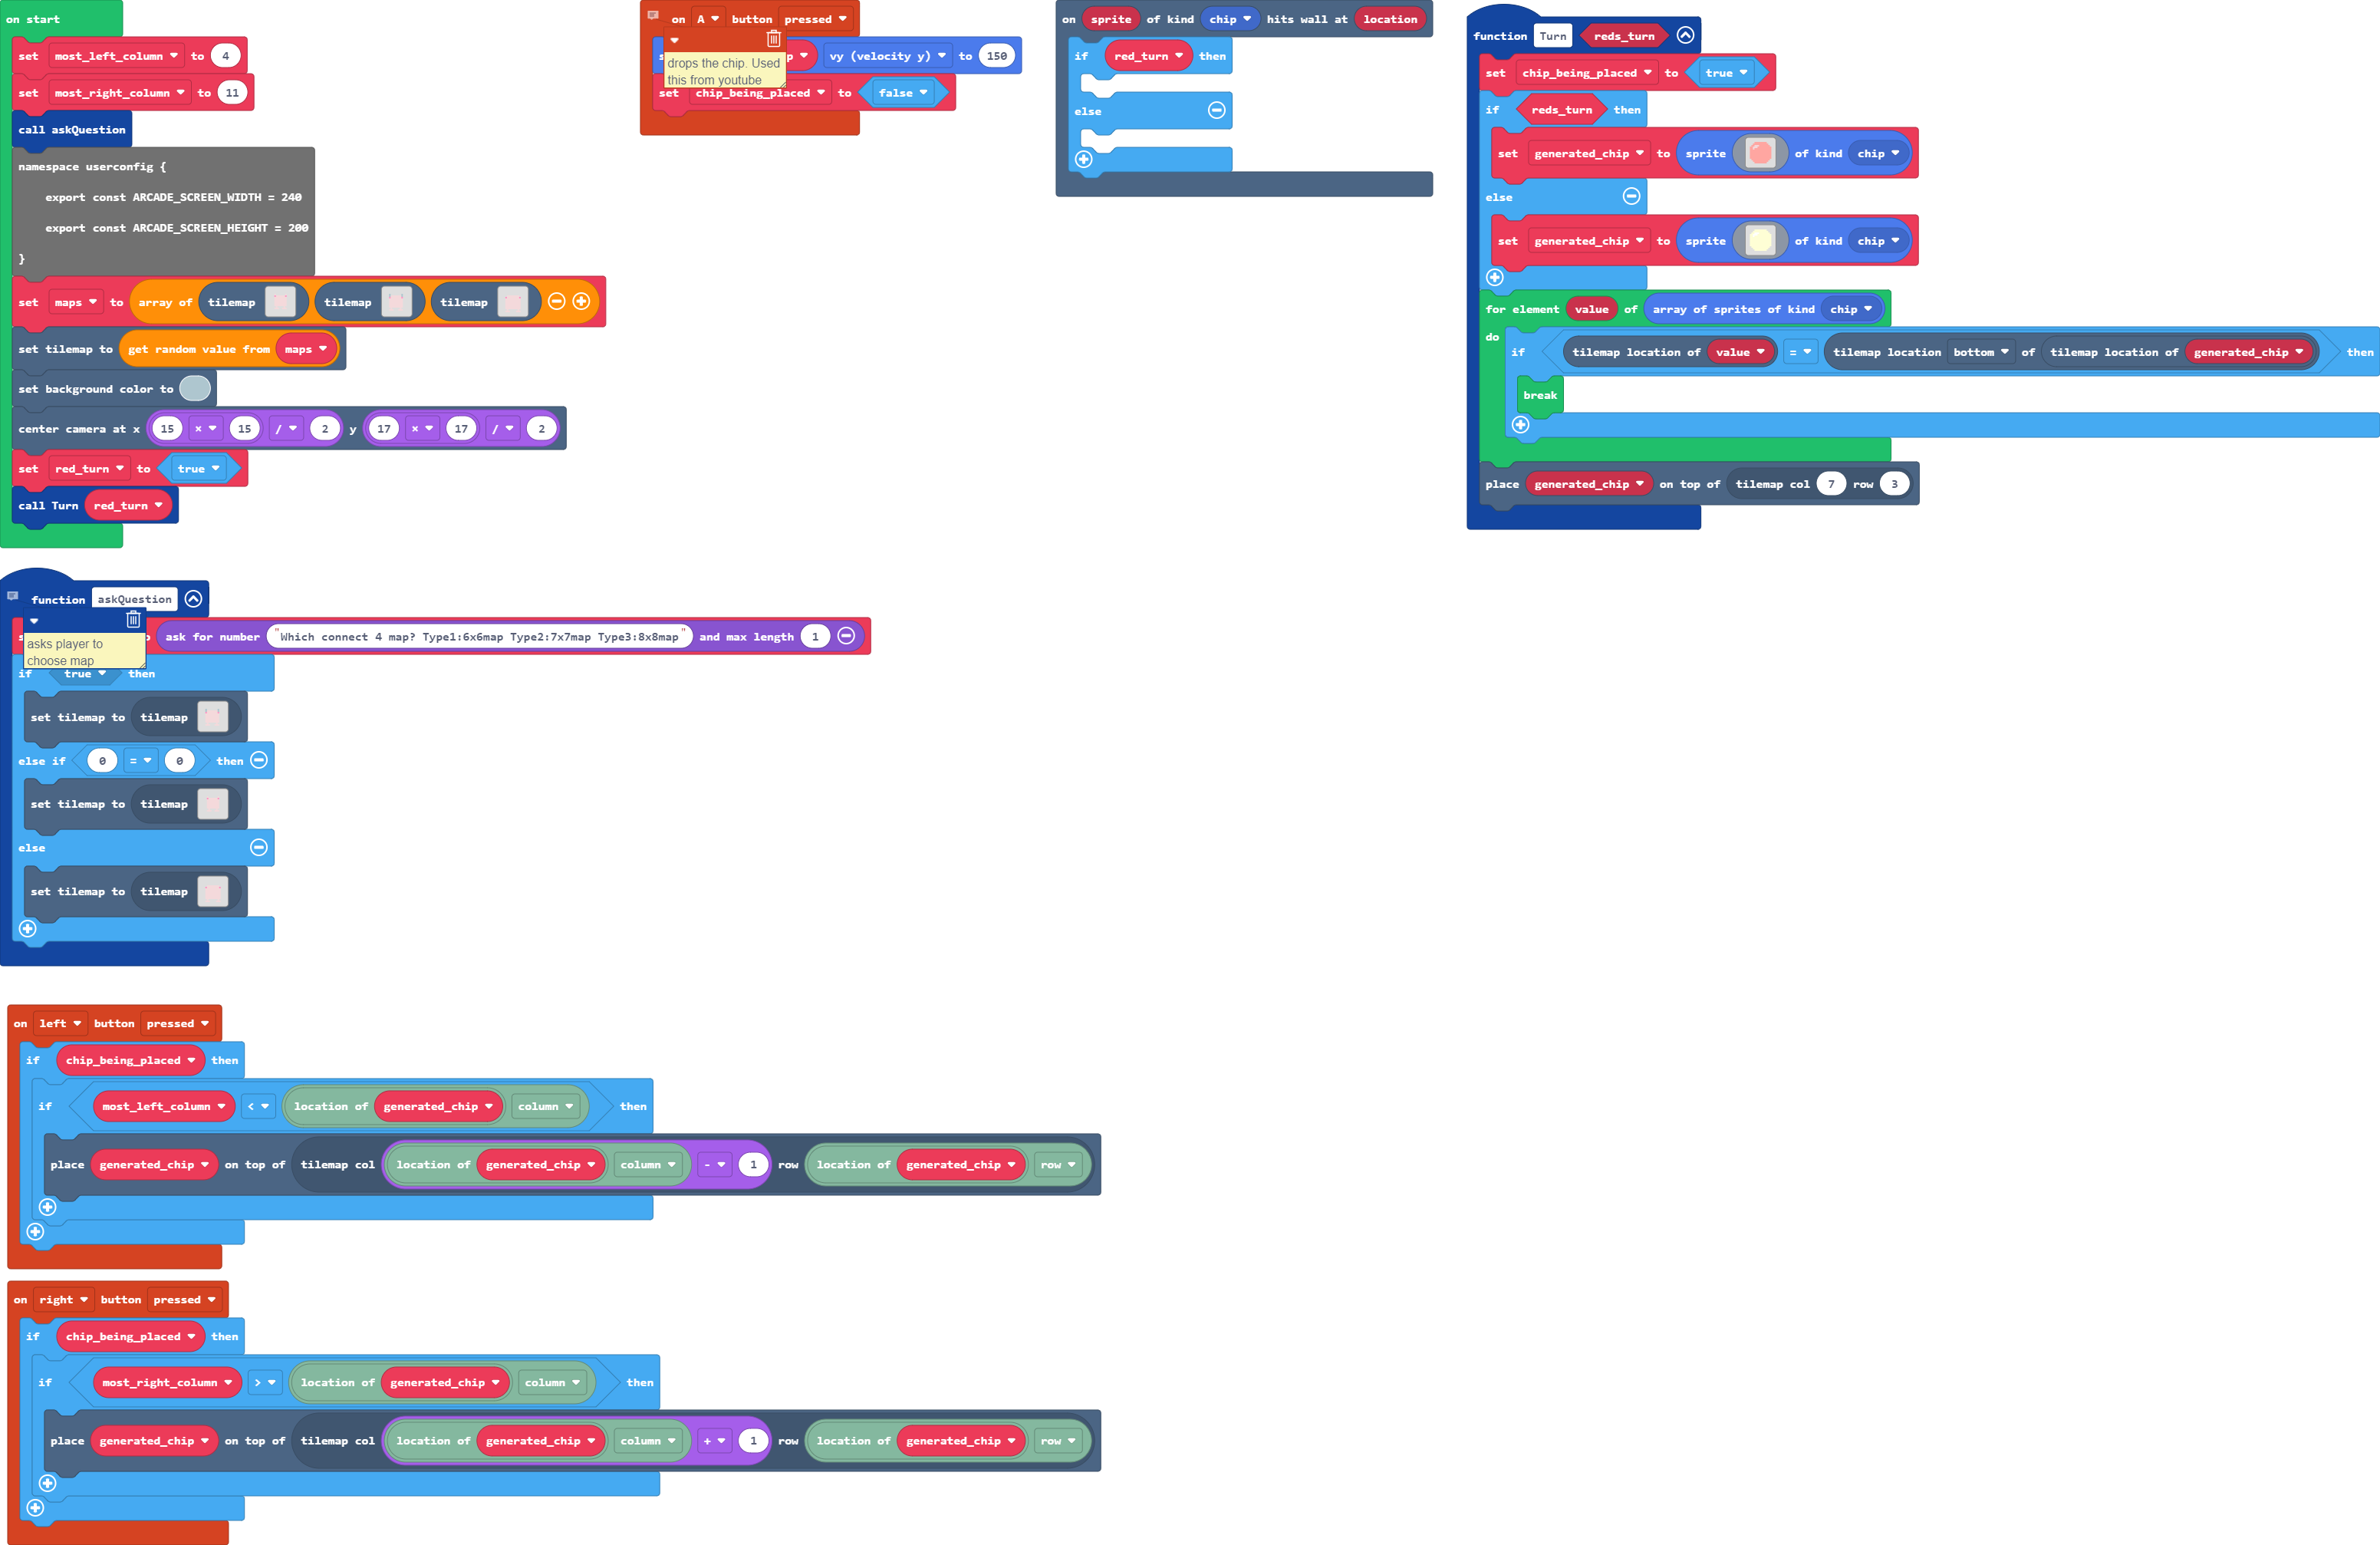 on start
set most_left_column to 4
set most_right_column to 11
call askQuestion
namespace userconfig {
export const ARCADE_SCREEN_WIDTH = 240
export const ARCADE_SCREEN_HEIGHT = 200
}
set maps to array of tilemap tilemap tilemap
set tilemap to get random value from maps
set background color to
center camera at x 15 × 15 / 2 y 17 × 17 / 2
set red_turn to true
call Turn red_turn
on A button pressed
vy (velocity y) to 150
drops the chip. Used
this from youtube
set chip_being_placed to false
on sprite of kind chip hits wall at location
if red_turn then
else
function Turn reds_turn
set chip_being_placed to true
if reds_turn then
set generated_chip to sprite of kind chip
else
set generated_chip to sprite of kind chip
for element value of array of sprites of kind chip
do
if tilemap location of value = tilemap location bottom of tilemap location of generated_chip then
break
place generated_chip on top of tilemap col 7 row 3
function askQuestion
ask for number "Which connect 4 map? Type1:6x6map Type2:7x7map Type3:8x8map" and max length 1
asks player to
choose map
if true then
set tilemap to tilemap
else if 0 = 0 then
set tilemap to tilemap
else
set tilemap to tilemap
on left button pressed
if chip_being_placed then
if most_left_column < location of generated_chip column then
place generated_chip on top of tilemap col location of generated_chip column - 1 row location of generated_chip row
on right button pressed
if chip_being_placed then
if most_right_column > location of generated_chip column then
place generated_chip on top of tilemap col location of generated_chip column + 1 row location of generated_chip row